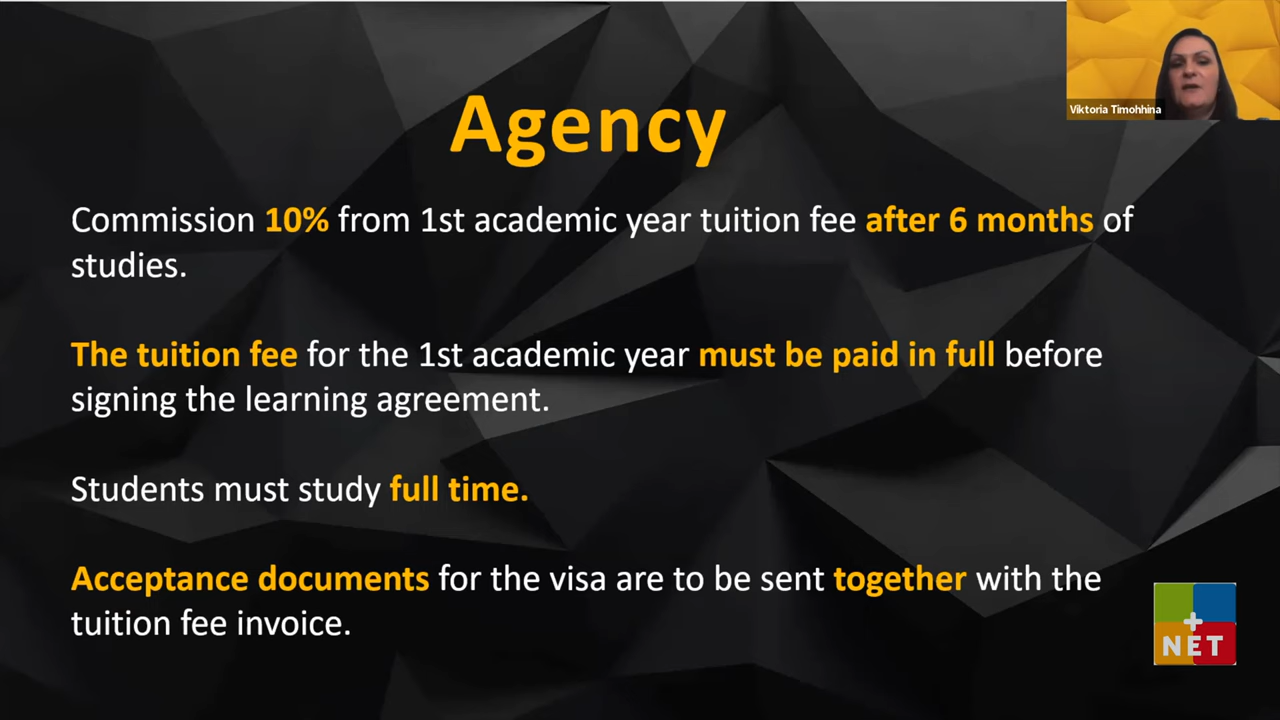 Viktoria Timohhina
Agency
Commission 10% from 1st academic year tuition fee after 6 months of
studies.
The tuition fee for the 1st academic year must be paid in full before
signing the learning agreement.
Students must study full time.
Acceptance documents for the visa are to be sent together with the
tuition fee invoice.
+
NET